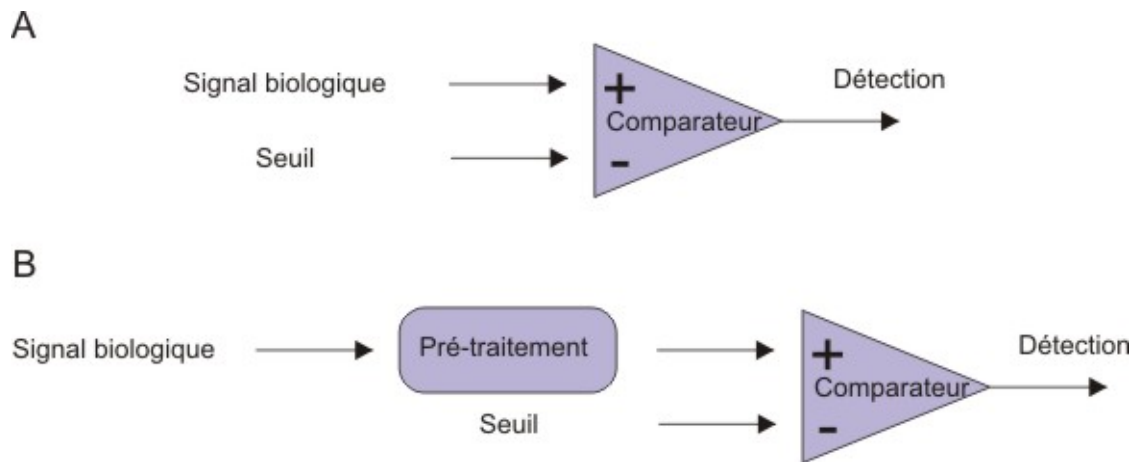 A
Signal biologique
Détection
+
Comparateur
Seuil
-
B
Signal biologique
Pré-traitement
Détection
+
Comparateur
Seuil
-